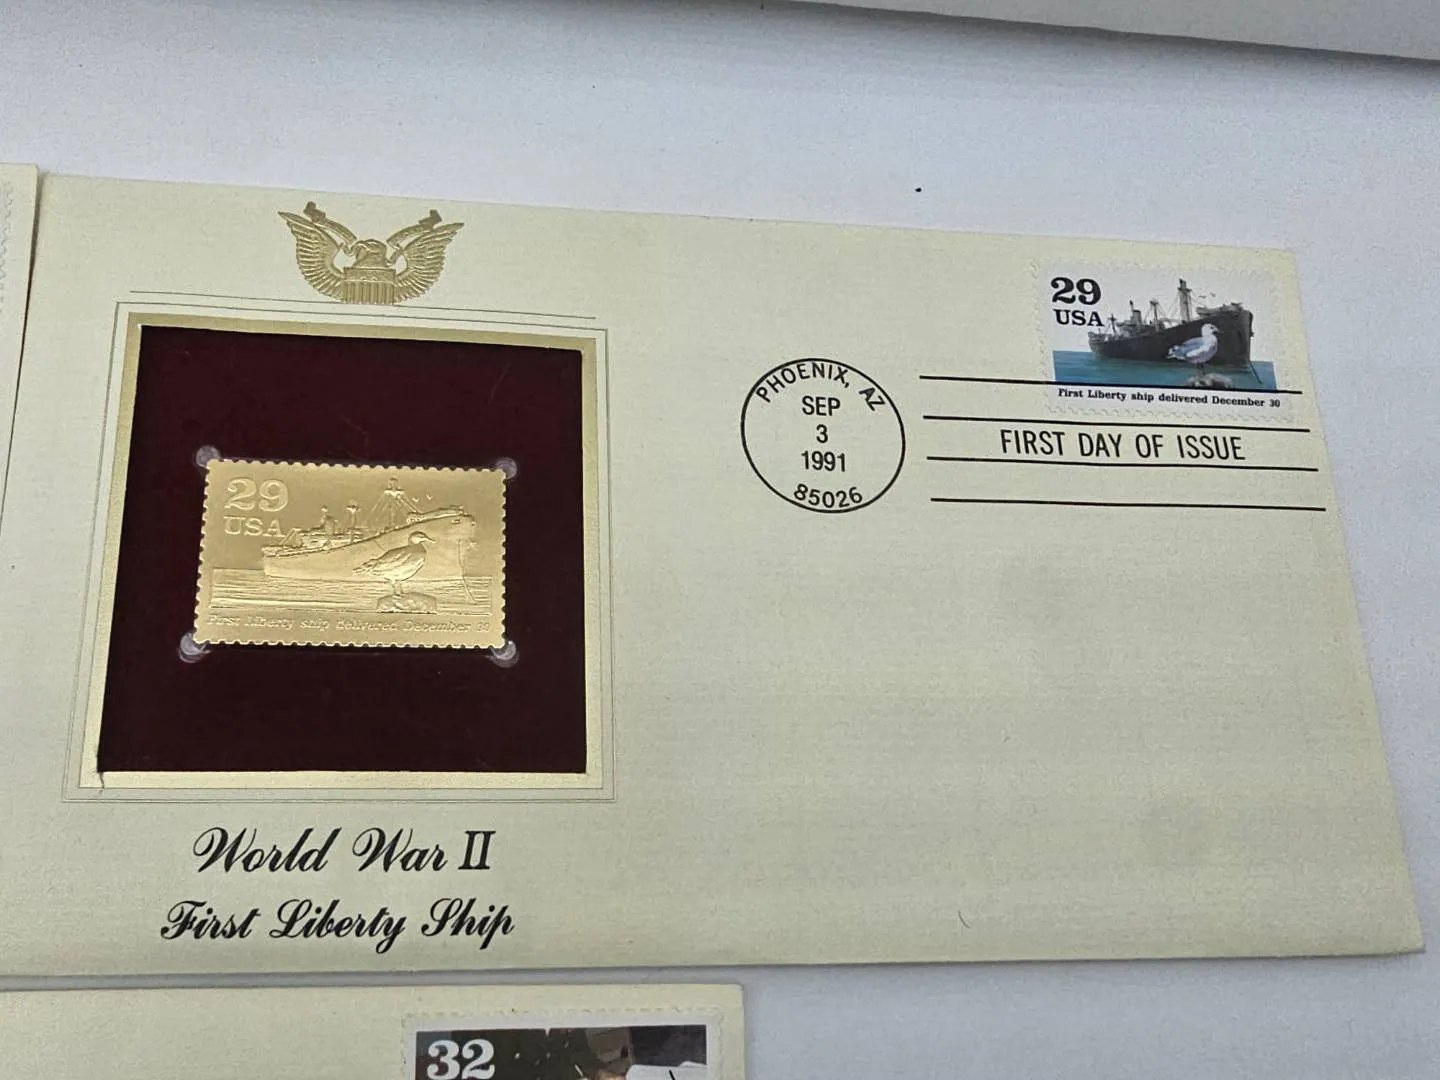 29
USA
First Liberty ship delivered December 30
PHOENIX, AZ
SEP
3
1991
85026
FIRST DAY OF ISSUE
29
USA
First Liberty ship delivered December 30
World War II
First Liberty Ship
32